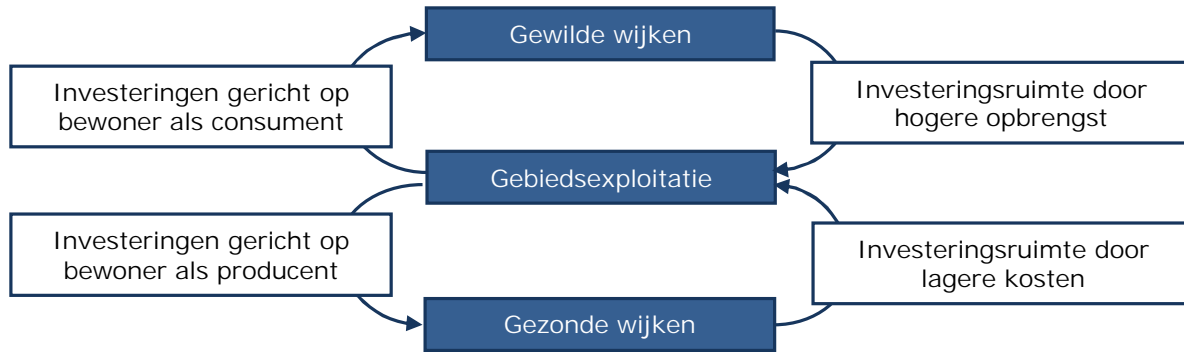 Gewilde wijken
Investeringen gericht op
bewoner als consument
Investeringsruimte door
hogere opbrengst
Gebiedsexploitatie
Investeringen gericht op
bewoner als producent
Investeringsruimte door
lagere kosten
Gezonde wijken